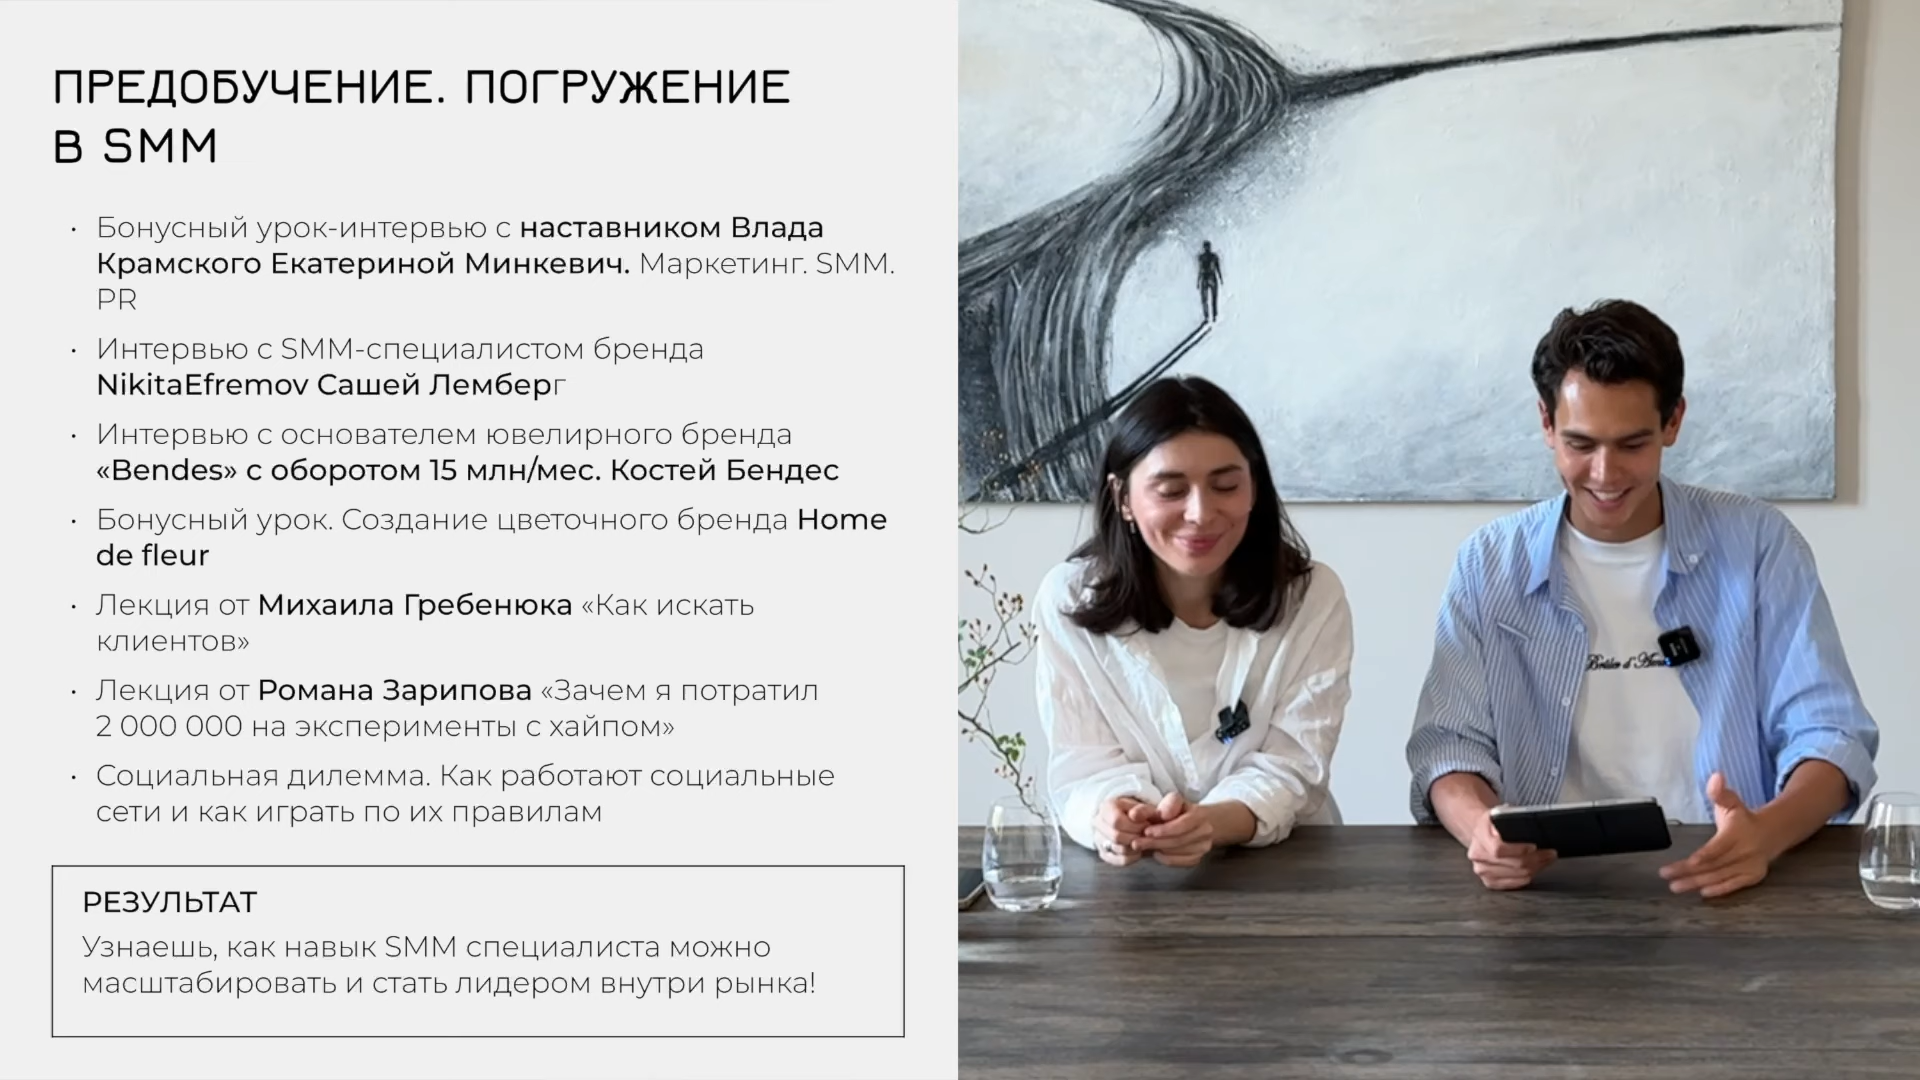 ПРЕДОБУЧЕНИЕ. ПОГРУЖЕНИЕ
В SMM
· Бонусный урок-интервью с наставником Влада
Крамского Екатериной Минкевич. Маркетинг. SMM.
PR
· Интервью с SMM-специалистом бренда
NikitaEfremov Сашей Лемберг
· Интервью с основателем ювелирного бренда
«Bendes» с оборотом 15 млн/мес. Костей Бендес
· Бонусный урок. Создание цветочного бренда Home
de fleur
· Лекция от Михаила Гребенюка «Как искать
клиентов»
· Лекция от Романа Зарипова «Зачем я потратил
2 000 000 на эксперименты с хайпом»
· Социальная дилемма. Как работают социальные
сети и как играть по их правилам
РЕЗУЛЬТАТ
Узнаешь, как навык SMM специалиста можно
масштабировать и стать лидером внутри рынка!